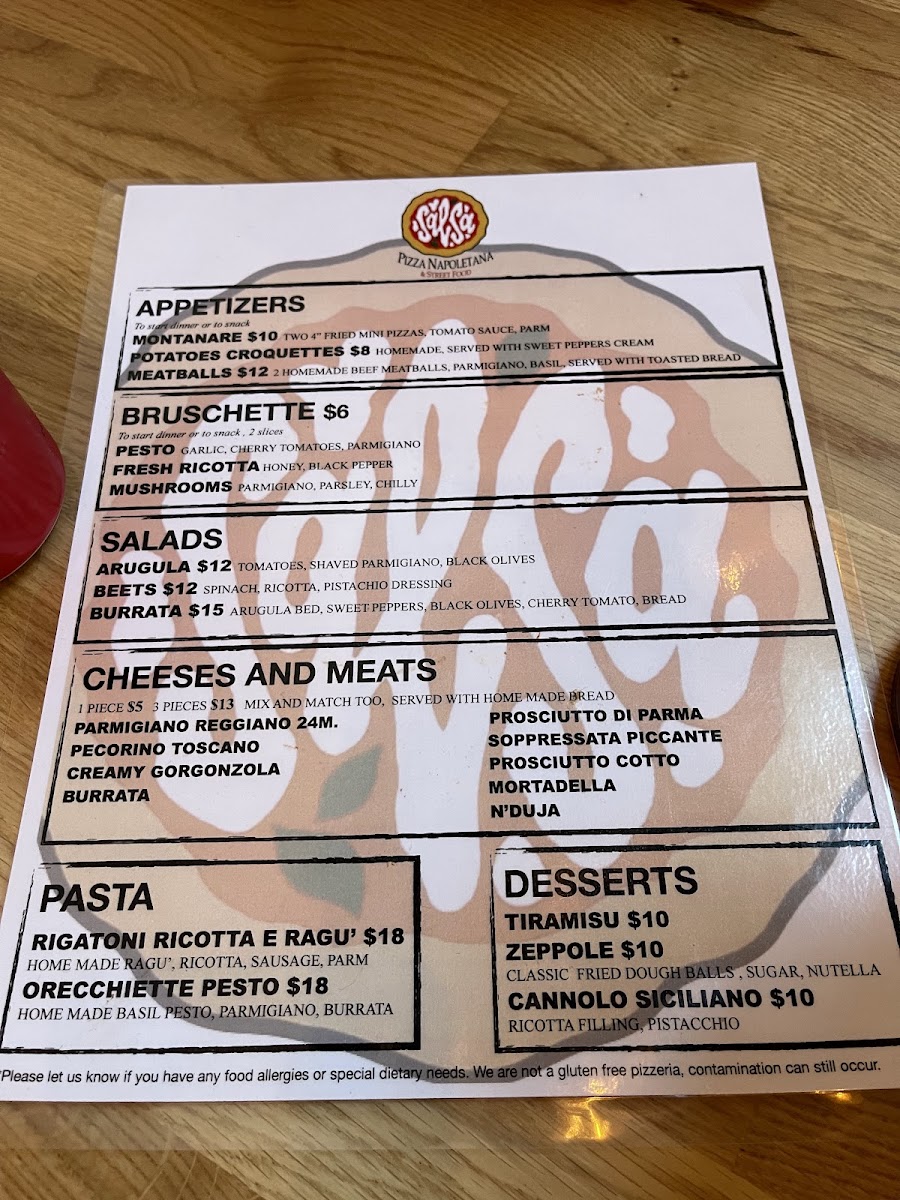 SALSA
PIZZA NAPOLETANA
& STREET FOOD
APPETIZERS
To start dinner or to snack
MONTANARE $10 TWO 4" FRIED MINI PIZZAS, TOMATO SAUCE, PARM
POTATOES CROQUETTES $8 HOMEMADE, SERVED WITH SWEET PEPPERS CREAM
MEATBALLS $12 2 HOMEMADE BEEF MEATBALLS, PARMIGIANO, BASIL, SERVED WITH TOASTED BREAD
BRUSCHETTE $6
To start dinner or to snack , 2 slices
PESTO GARLIC, CHERRY TOMATOES, PARMIGIANO
FRESH RICOTTA HONEY, BLACK PEPPER
MUSHROOMS PARMIGIANO, PARSLEY, CHILLY
SALADS
ARUGULA $12 TOMATOES, SHAVED PARMIGIANO, BLACK OLIVES
BEETS $12 SPINACH, RICOTTA, PISTACHIO DRESSING
BURRATA $15 ARUGULA BED, SWEET PEPPERS, BLACK OLIVES, CHERRY TOMATO, BREAD
CHEESES AND MEATS
1 PIECE $5 3 PIECES $13 MIX AND MATCH TOO, SERVED WITH HOME MADE BREAD
PARMIGIANO REGGIANO 24M.
PECORINO TOSCANO
CREAMY GORGONZOLA
BURRATA
PROSCIUTTO DI PARMA
SOPPRESSATA PICCANTE
PROSCIUTTO COTTO
MORTADELLA
N'DUJA
PASTA
RIGATONI RICOTTA E RAGU' $18
HOME MADE RAGU', RICOTTA, SAUSAGE, PARM
ORECCHIETTE PESTO $18
HOME MADE BASIL PESTO, PARMIGIANO, BURRATA
DESSERTS
TIRAMISU $10
ZEPPOLE $10
CLASSIC FRIED DOUGH BALLS , SUGAR, NUTELLA
CANNOLO SICILIANO $10
RICOTTA FILLING, PISTACCHIO
*Please let us know if you have any food allergies or special dietary needs. We are not a gluten free pizzeria, contamination can still occur.